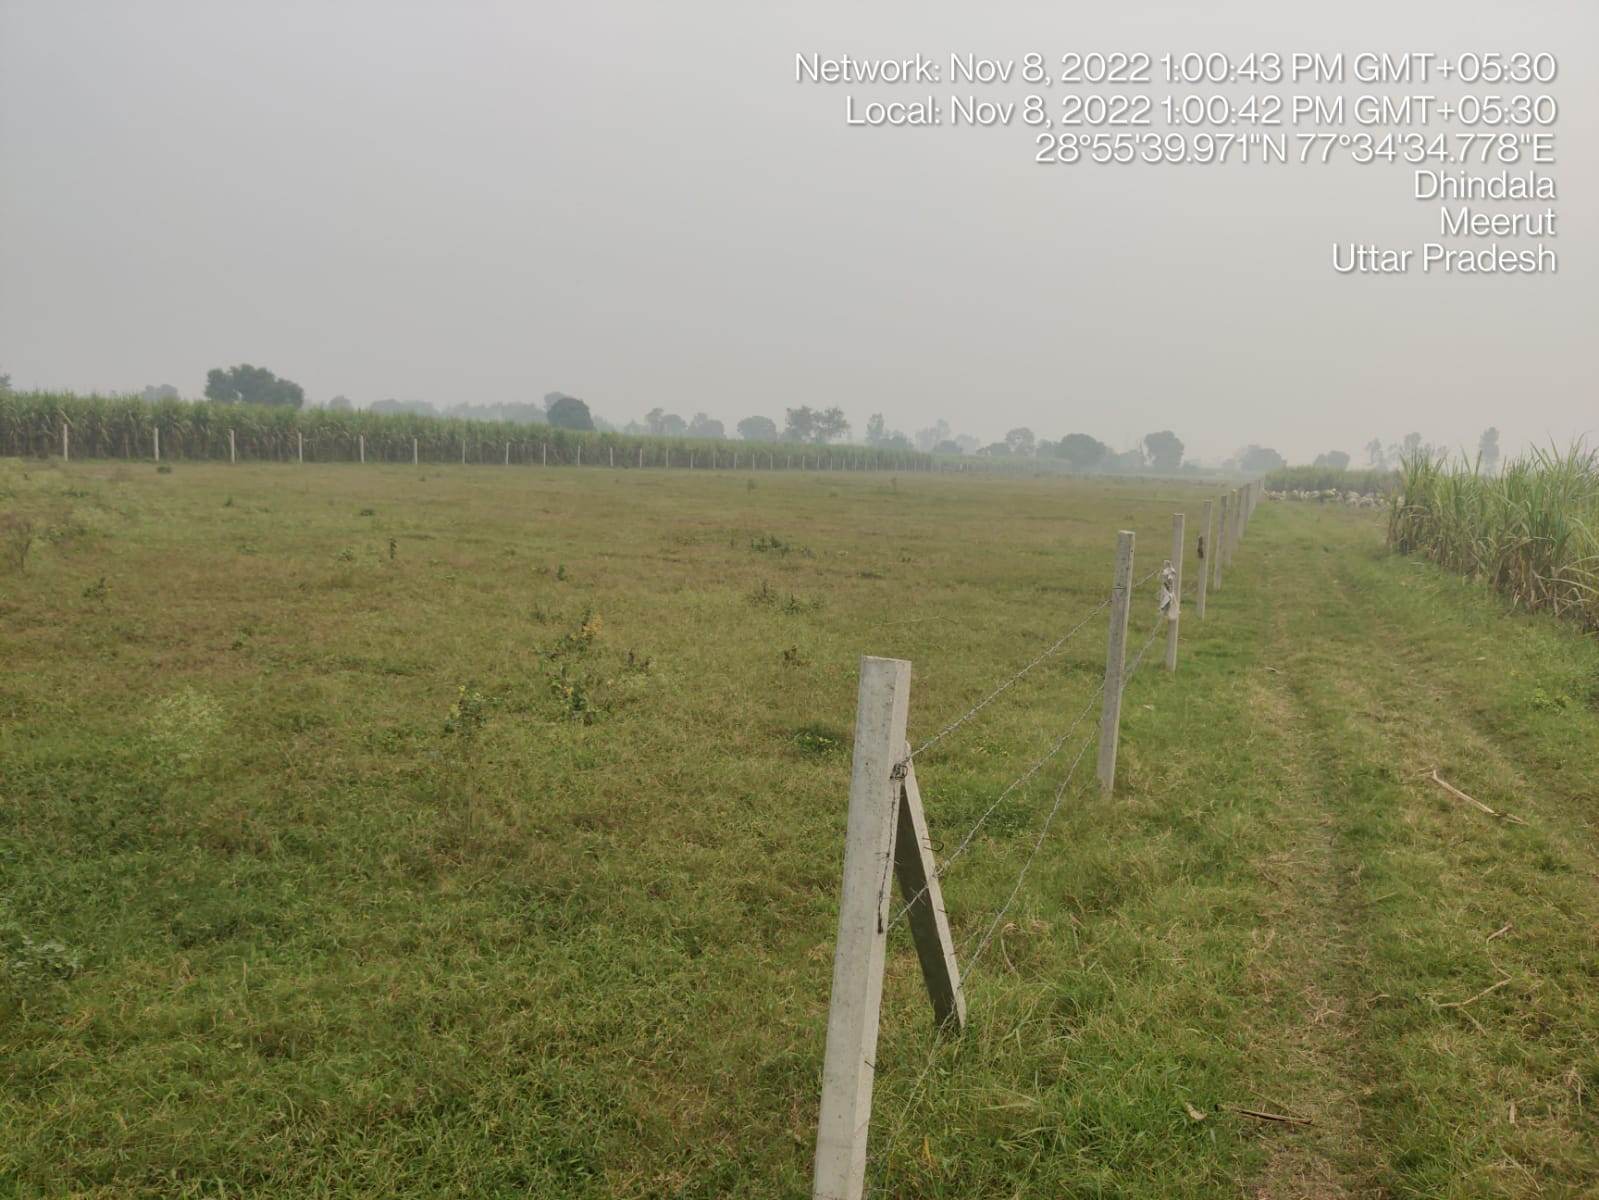 Network: Nov 8, 2022 1:00:43 PM GMT+05:30
Local: Nov 8, 2022 1:00:42 PM GMT+05:30
28°55'39.971"N 77°34'34.778"E
Dhindala
Meerut
Uttar Pradesh